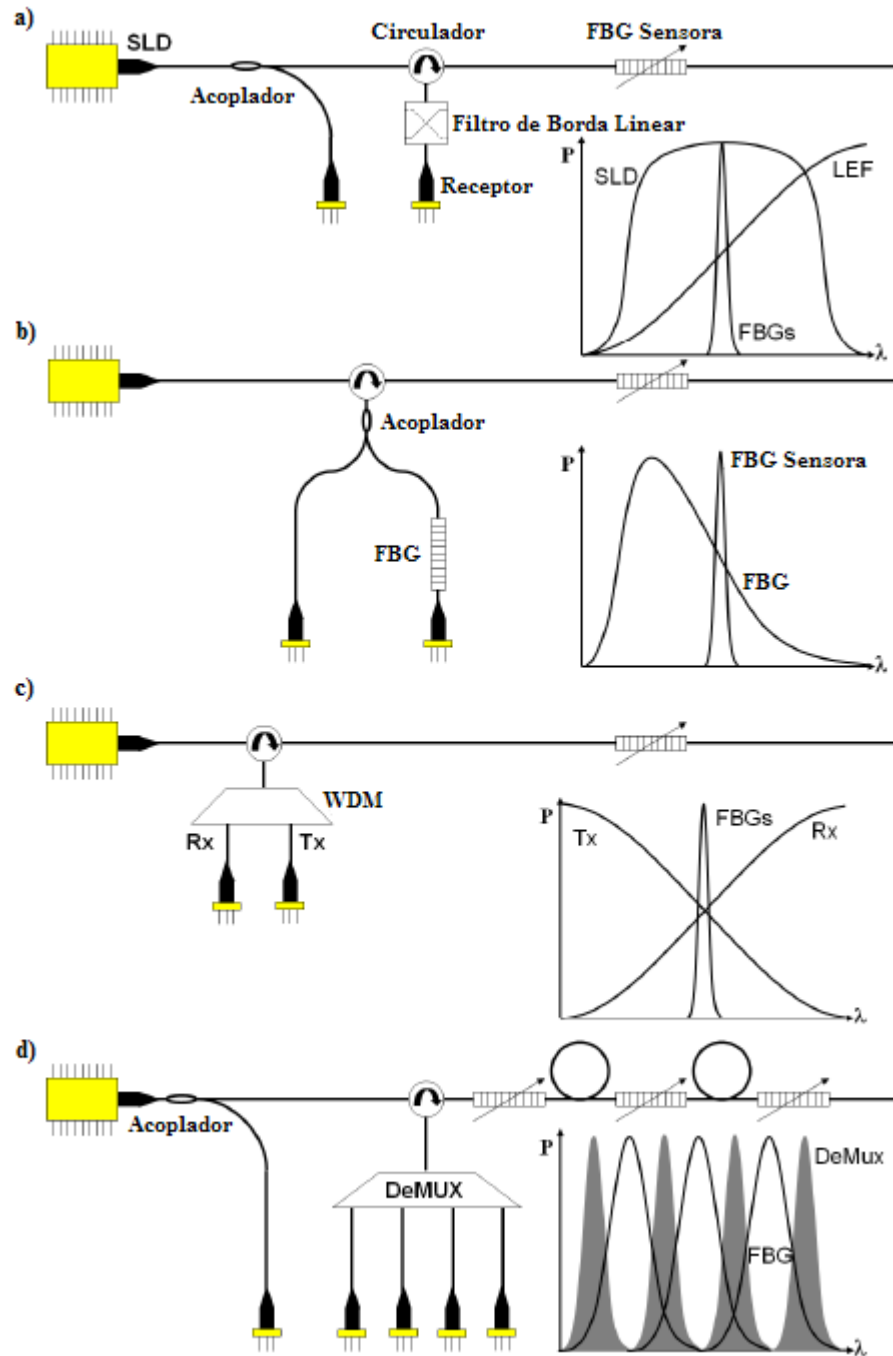 a)
SLD
Acoplador
Circulador
FBG Sensora
Filtro de Borda Linear
Receptor
P
SLD
LEF
FBGs
λ
b)
Acoplador
FBG
P
FBG Sensora
FBG
λ
c)
WDM
Rx
Tx
P
Tx
FBGs
Rx
λ
d)
Acoplador
DeMUX
P
DeMux
FBG
λ